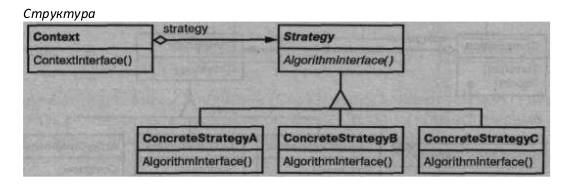 Структура
strategy
Context
Strategy
ContextInterface()
AlgorithmInterface()
ConcreteStrategyA
ConcreteStrategyB
ConcreteStrategyC
AlgorithmInterface()
AlgorithmInterface()
AlgorithmInterface()